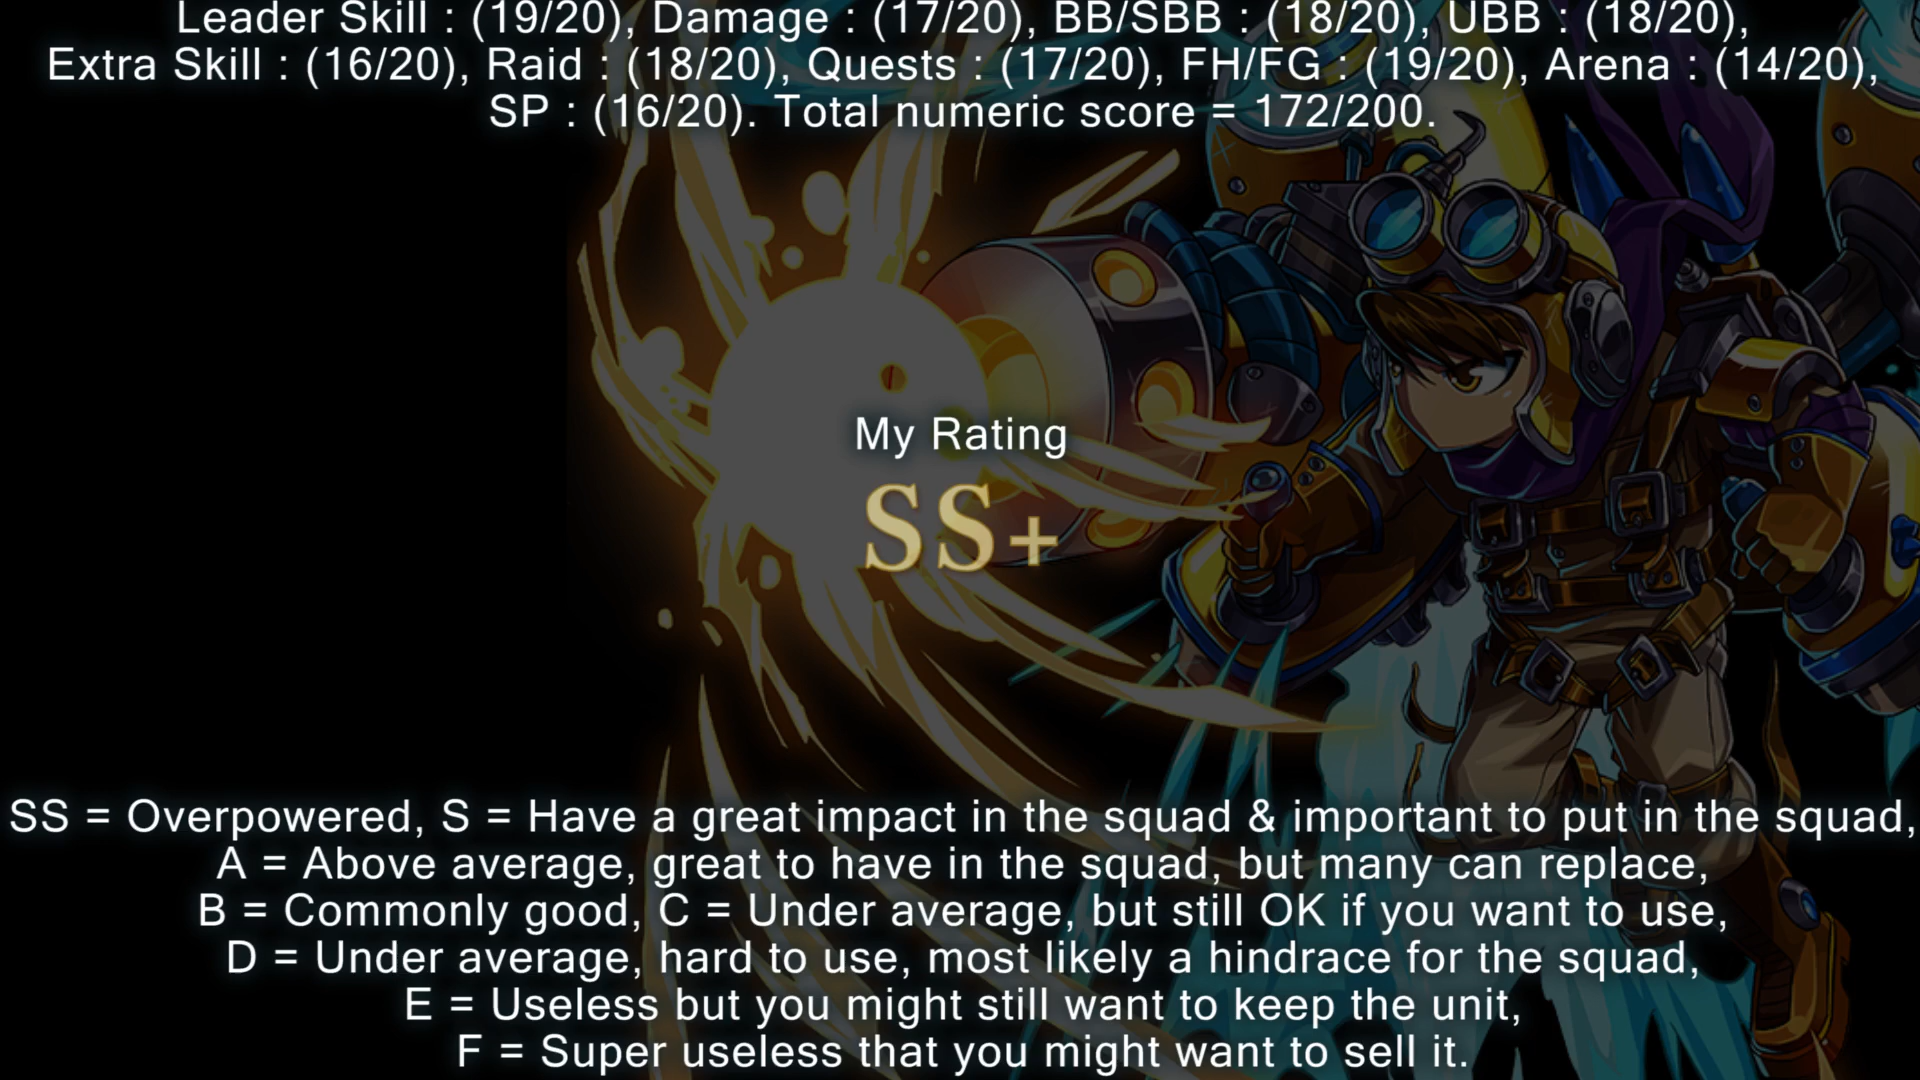 Leader Skill : (19/20), Damage : (17/20), BB/SBB : (18/20), UBB : (18/20),
Extra Skill : (16/20), Raid : (18/20), Quests : (17/20), FH/FG : (19/20), Arena : (14/20),
SP : (16/20). Total numeric score = 172/200.
My Rating
SS+
SS = Overpowered, S = Have a great impact in the squad & important to put in the squad,
A = Above average, great to have in the squad, but many can replace,
B = Commonly good, C = Under average, but still OK if you want to use,
D = Under average, hard to use, most likely a hindrace for the squad,
E = Useless but you might still want to keep the unit,
F = Super useless that you might want to sell it.